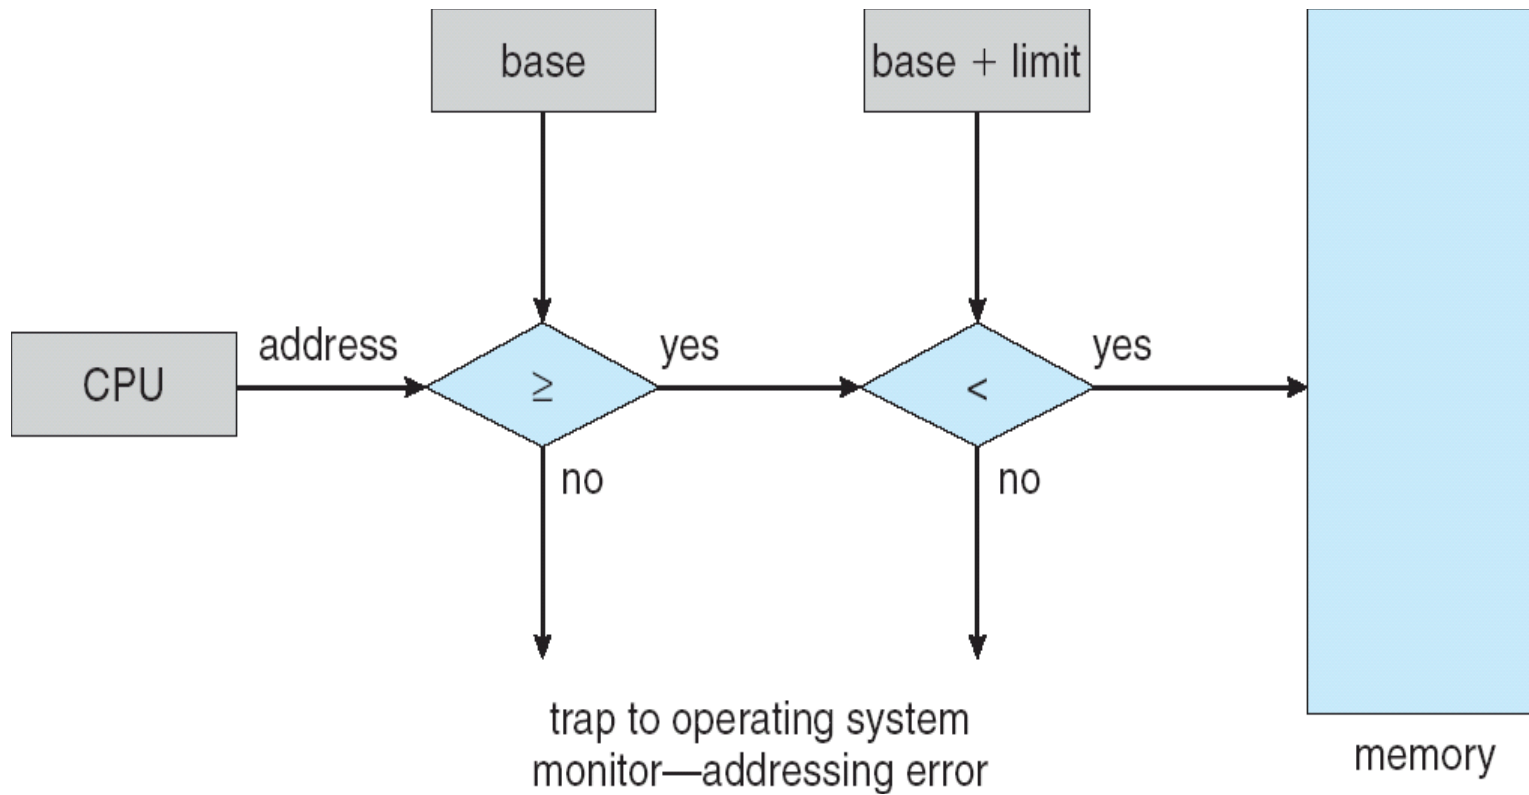 base
base + limit
CPU
address
≥
yes
<
yes
no
no
trap to operating system
monitor—addressing error
memory